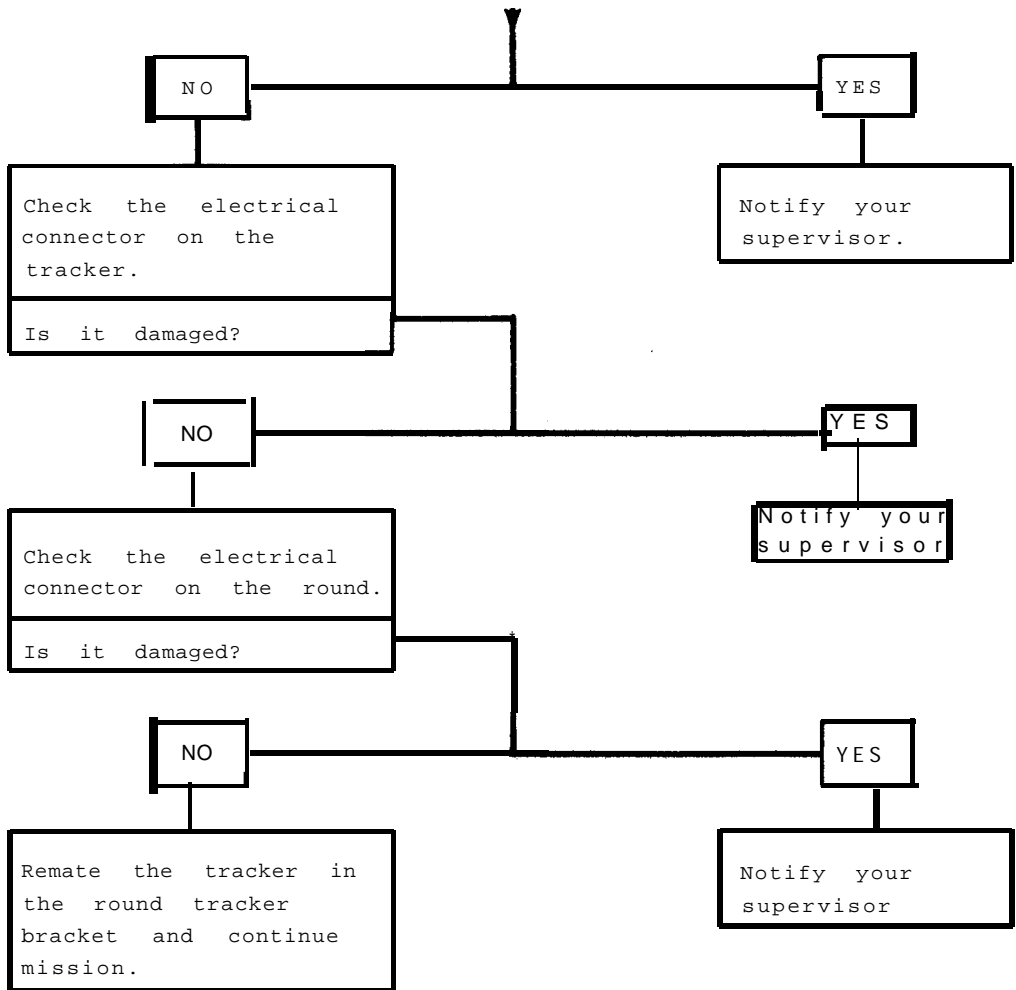 NO
YES
Check the electrical
connector on the
tracker.
Is it damaged?
Notify your
supervisor.
NO
YES
Check the electrical
connector on the round.
Is it damaged?
Notify your
supervisor
NO
YES
Remate the tracker in
the round tracker
bracket and continue
mission.
Notify your
supervisor